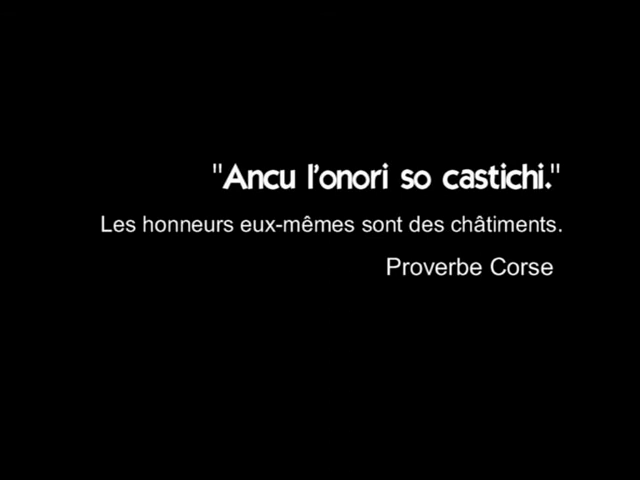 "Ancu l'onori so castichi."
Les honneurs eux-mêmes sont des châtiments.
Proverbe Corse